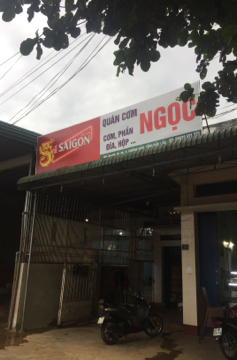 SAIGON
QUÁN CƠM
CƠM, PHẦN
ĐĨA, HỘP ...
NGỌC